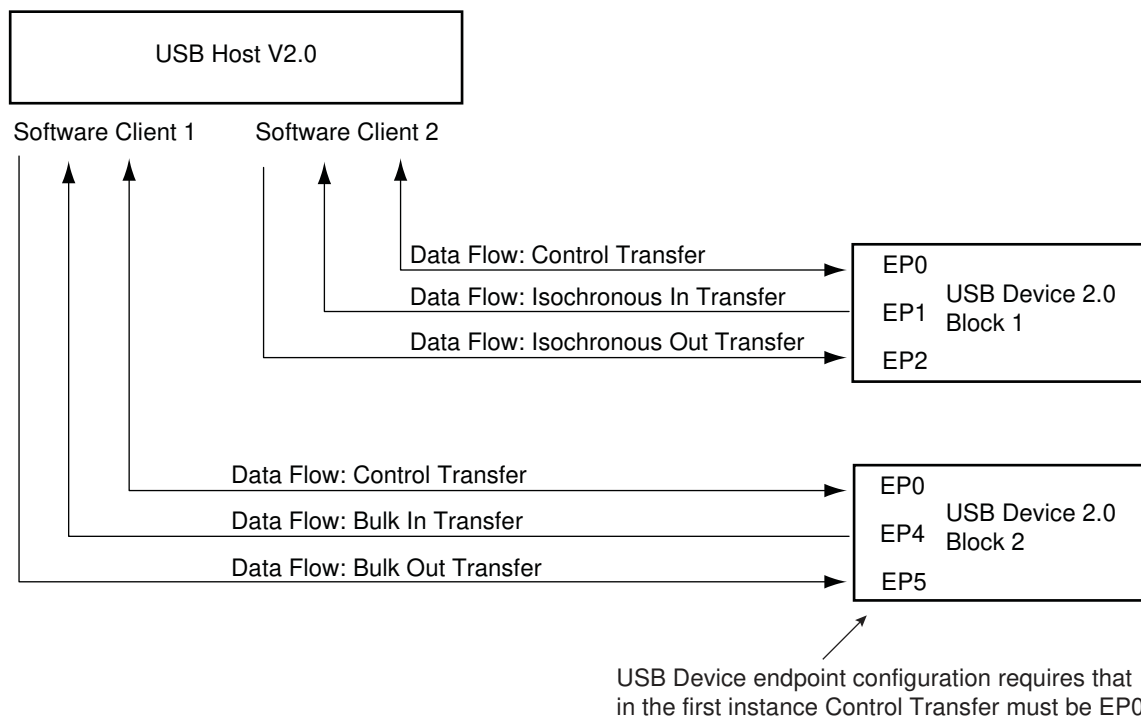 USB Host V2.0
Software Client 1
Software Client 2
Data Flow: Control Transfer
Data Flow: Isochronous In Transfer
Data Flow: Isochronous Out Transfer
EP0
EP1
EP2
USB Device 2.0
Block 1
Data Flow: Control Transfer
Data Flow: Bulk In Transfer
Data Flow: Bulk Out Transfer
EP0
EP4
EP5
USB Device 2.0
Block 2
USB Device endpoint configuration requires that
in the first instance Control Transfer must be EP0